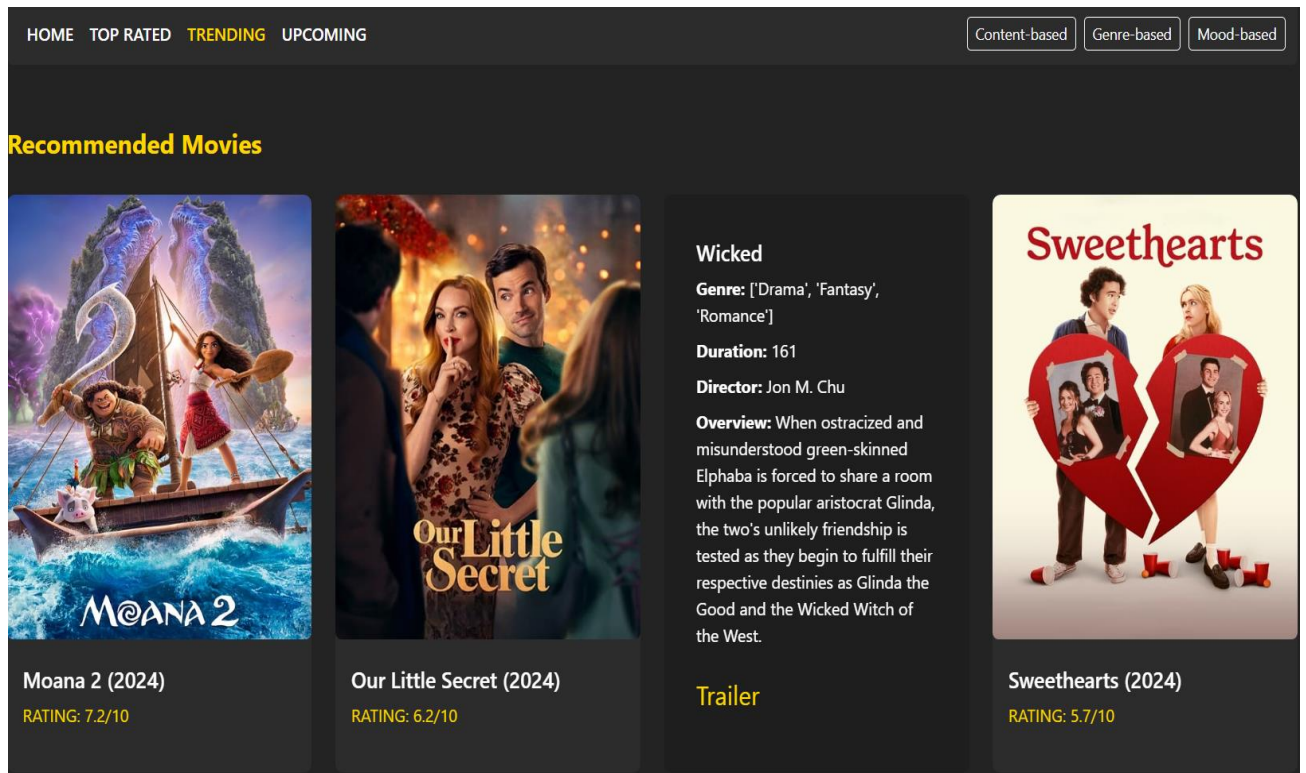 HOME TOP RATED TRENDING UPCOMING
Content-based Genre-based Mood-based
Recommended Movies
MOANA 2
Moana 2 (2024)
RATING: 7.2/10
Our Little
Secret
Our Little Secret (2024)
RATING: 6.2/10
Wicked
Genre: ['Drama', 'Fantasy',
'Romance']
Duration: 161
Director: Jon M. Chu
Overview: When ostracized and
misunderstood green-skinned
Elphaba is forced to share a room
with the popular aristocrat Glinda,
the two's unlikely friendship is
tested as they begin to fulfill their
respective destinies as Glinda the
Good and the Wicked Witch of
the West.
Trailer
Sweethearts
Sweethearts (2024)
RATING: 5.7/10